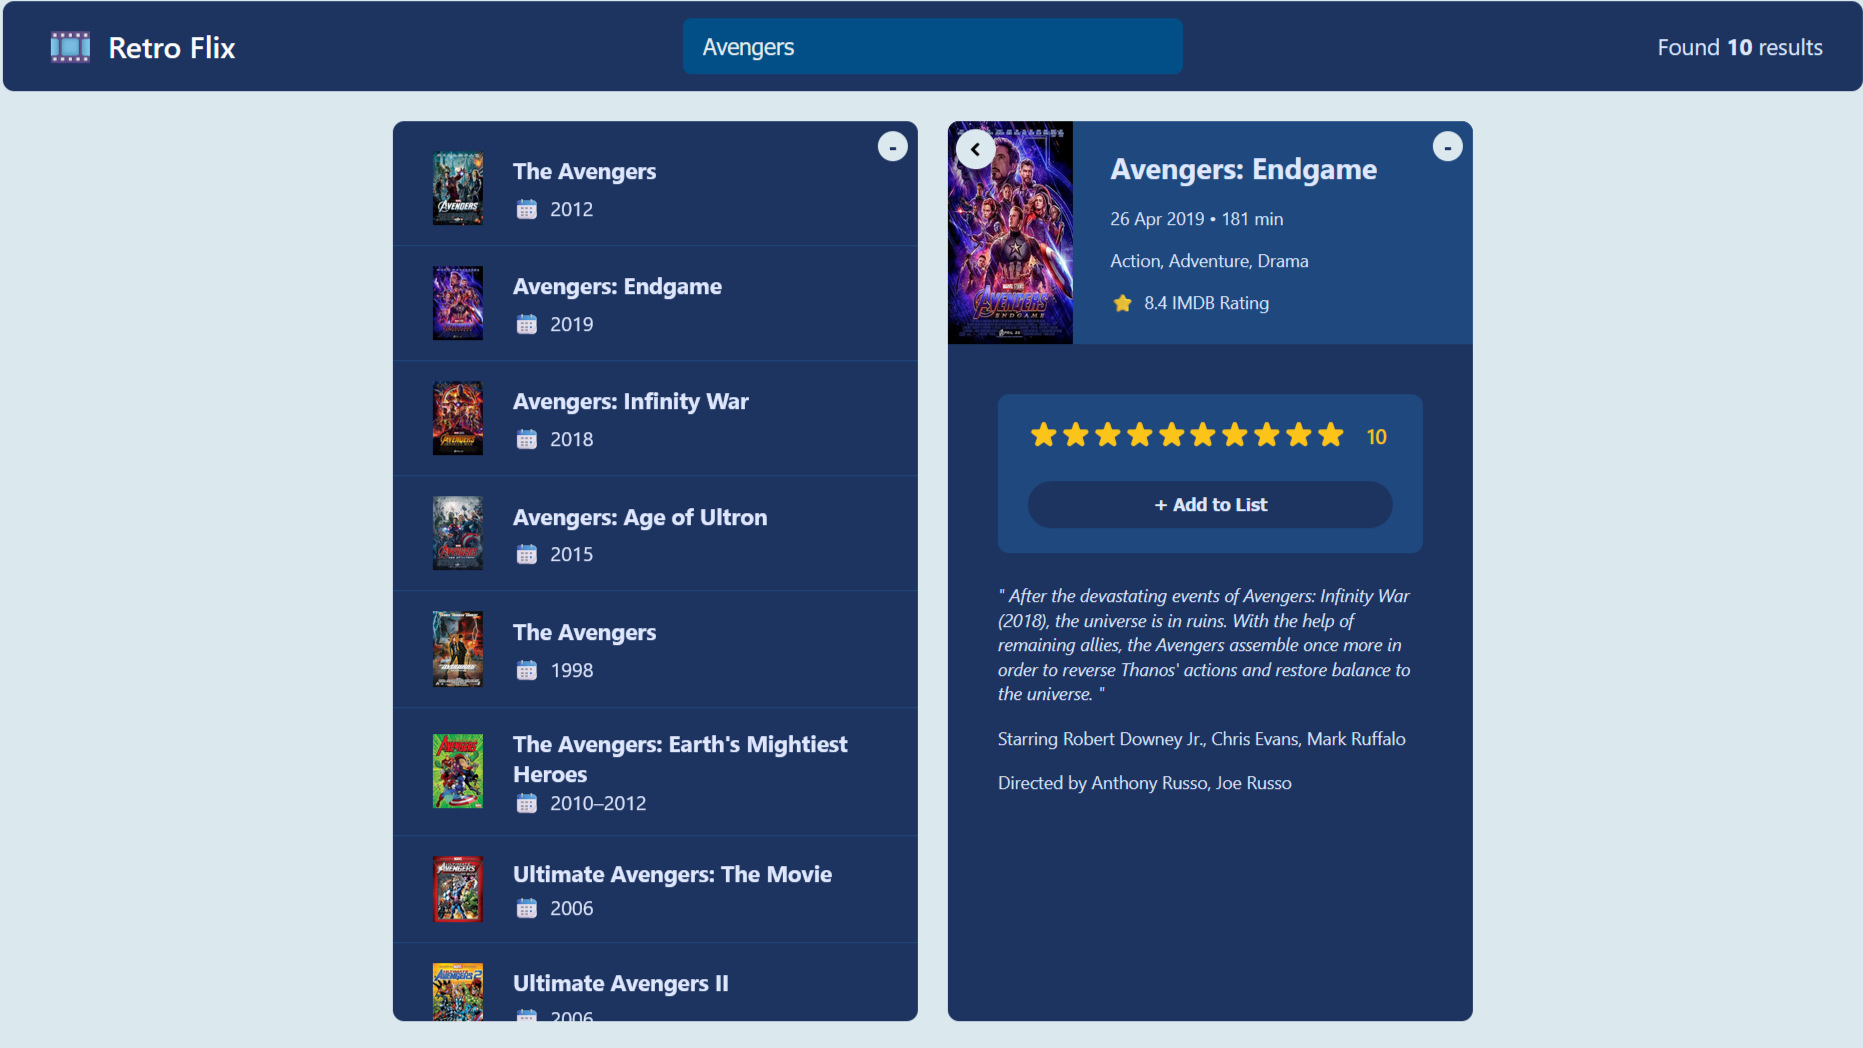 Retro Flix
Avengers
Found 10 results
-
The Avengers
2012
Avengers: Endgame
2019
Avengers: Infinity War
2018
Avengers: Age of Ultron
2015
The Avengers
1998
The Avengers: Earth's Mightiest
Heroes
2010–2012
Ultimate Avengers: The Movie
2006
Ultimate Avengers II
2006
-
AVENGERS
ENDGAME
Avengers: Endgame
26 Apr 2019 • 181 min
Action, Adventure, Drama
8.4 IMDB Rating
10
+ Add to List
" After the devastating events of Avengers: Infinity War
(2018), the universe is in ruins. With the help of
remaining allies, the Avengers assemble once more in
order to reverse Thanos' actions and restore balance to
the universe. "
Starring Robert Downey Jr., Chris Evans, Mark Ruffalo
Directed by Anthony Russo, Joe Russo